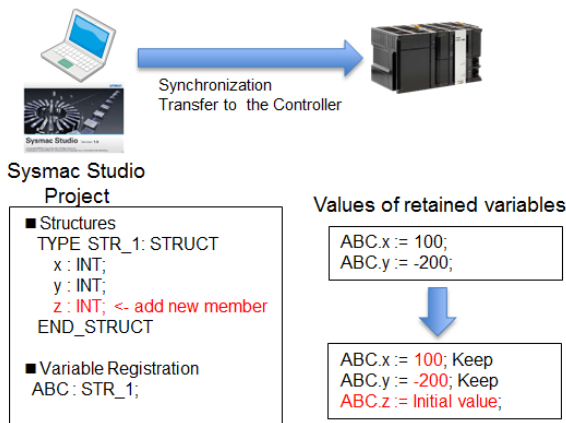 Synchronization
Transfer to the Controller
Sysmac Studio
Sysmac Studio
Project
■ Structures
TYPE STR_1: STRUCT
x : INT;
y : INT;
z : INT; <- add new member
END_STRUCT
■ Variable Registration
ABC : STR_1;
Values of retained variables
ABC.x := 100;
ABC.y := -200;
ABC.x := 100; Keep
ABC.y := -200; Keep
ABC.z := Initial value;